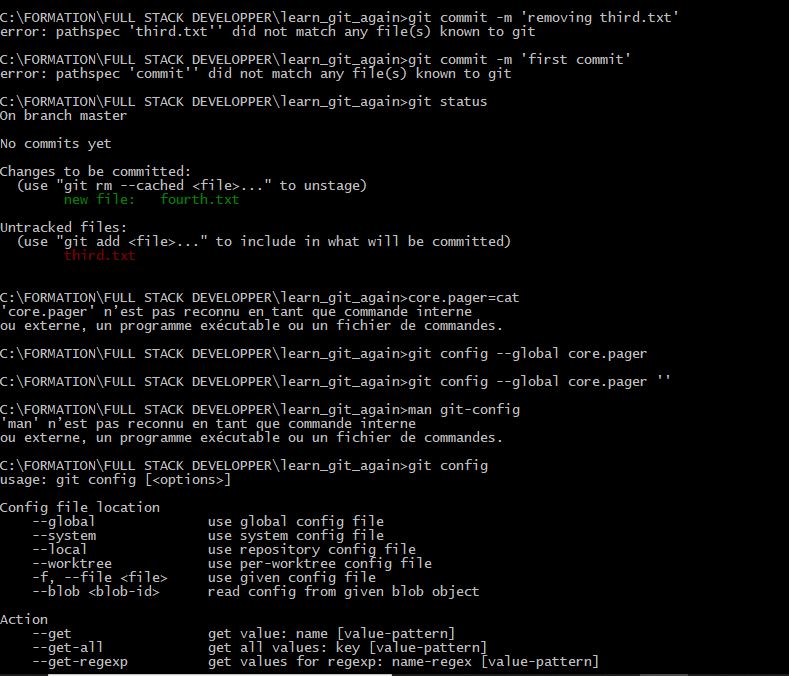 C:\FORMATION\FULL STACK DEVELOPPER\learn_git_again>git commit -m 'removing third.txt'
error: pathspec 'third.txt'' did not match any file(s) known to git
C:\FORMATION\FULL STACK DEVELOPPER\learn_git_again>git commit -m 'first commit'
error: pathspec 'commit'' did not match any file(s) known to git
C:\FORMATION\FULL STACK DEVELOPPER\learn_git_again>git status
On branch master
No commits yet
Changes to be committed:
  (use "git rm --cached <file>..." to unstage)
        new file:   fourth.txt
Untracked files:
  (use "git add <file>..." to include in what will be committed)
        third.txt
C:\FORMATION\FULL STACK DEVELOPPER\learn_git_again>core.pager=cat
'core.pager' n’est pas reconnu en tant que commande interne
ou externe, un programme exécutable ou un fichier de commandes.
C:\FORMATION\FULL STACK DEVELOPPER\learn_git_again>git config --global core.pager
C:\FORMATION\FULL STACK DEVELOPPER\learn_git_again>git config --global core.pager ''
C:\FORMATION\FULL STACK DEVELOPPER\learn_git_again>man git-config
'man' n’est pas reconnu en tant que commande interne
ou externe, un programme exécutable ou un fichier de commandes.
C:\FORMATION\FULL STACK DEVELOPPER\learn_git_again>git config
usage: git config [<options>]
Config file location
    --global              use global config file
    --system              use system config file
    --local               use repository config file
    --worktree            use per-worktree config file
    -f, --file <file>     use given config file
    --blob <blob-id>      read config from given blob object
Action
    --get                 get value: name [value-pattern]
    --get-all             get all values: key [value-pattern]
    --get-regexp          get values for regexp: name-regex [value-pattern]